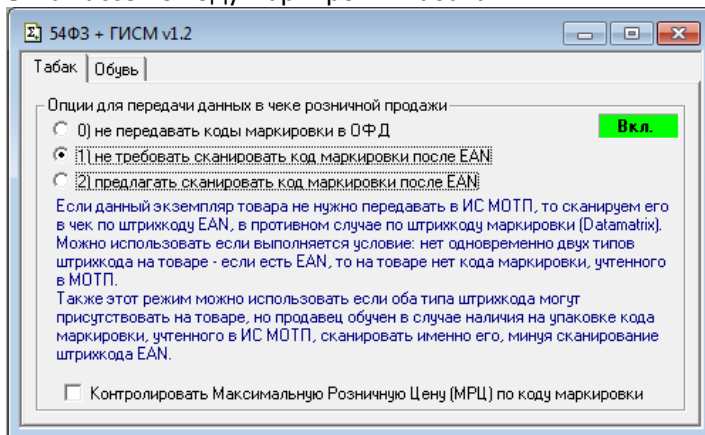 54ФЗ + ГИСМ v1.2
Табак Обувь
Опции для передачи данных в чеке розничной продажи
0) не передавать коды маркировки в ОФД
Вкл.
1) не требовать сканировать код маркировки после EAN
2) предлагать сканировать код маркировки после EAN
Если данный экземпляр товара не нужно передавать в ИС МОТП, то сканируем его
в чек по штрихкоду EAN, в противном случае по штрихкоду маркировки (Datamatrix).
Можно использовать если выполняется условие: нет одновременно двух типов
штрихкода на товаре - если есть EAN, то на товаре нет кода маркировки, учтенного
в МОТП.
Также этот режим можно использовать если оба типа штрихкода могут
присутствовать на товаре, но продавец обучен в случае наличия на упаковке кода
маркировки, учтенного в ИС МОТП, сканировать именно его, минуя сканирование
штрихкода EAN.
Контролировать Максимальную Розничную Цену (МРЦ) по коду маркировки